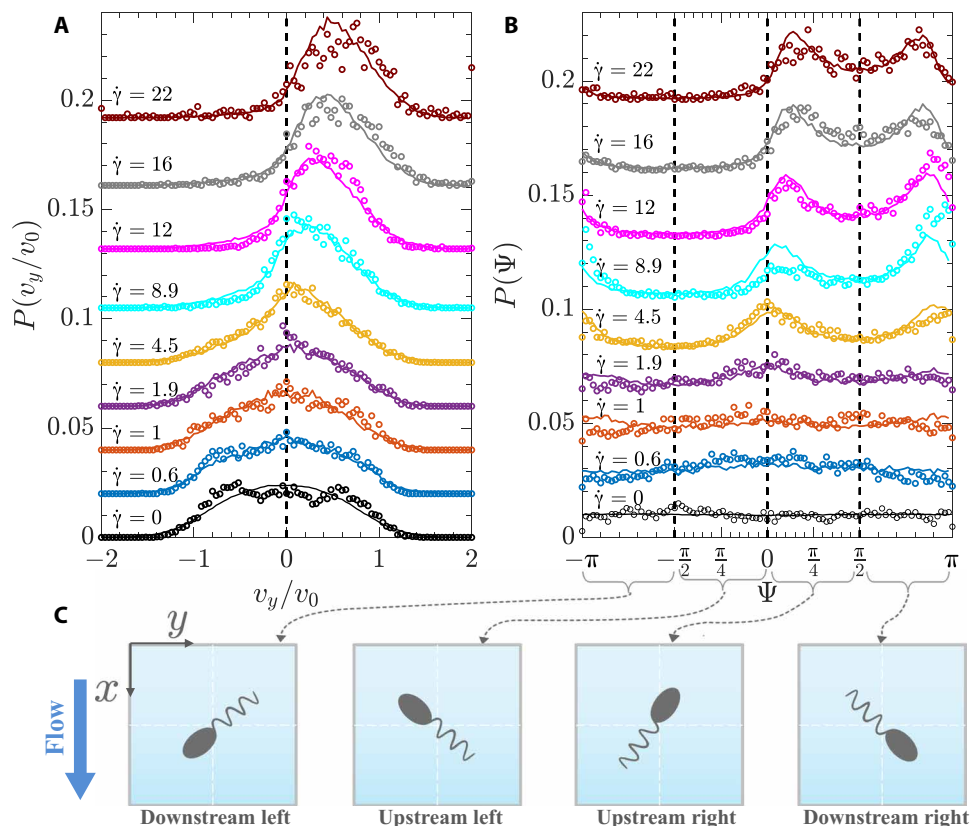 A
B
P(v_y/v_0)
0.2
0.15
0.1
0.05
0
γ̇ = 22
γ̇ = 16
γ̇ = 12
γ̇ = 8.9
γ̇ = 4.5
γ̇ = 1.9
γ̇ = 1
γ̇ = 0.6
γ̇ = 0
−2 −1 0 1 2
v_y/v_0
P(Ψ)
0.2
0.15
0.1
0.05
0
γ̇ = 22
γ̇ = 16
γ̇ = 12
γ̇ = 8.9
γ̇ = 4.5
γ̇ = 1.9
γ̇ = 1
γ̇ = 0.6
γ̇ = 0
−π −π/2 π/4 0 π/4 π/2 π
Ψ
C
y
x
Flow
Downstream left Upstream left Upstream right Downstream right